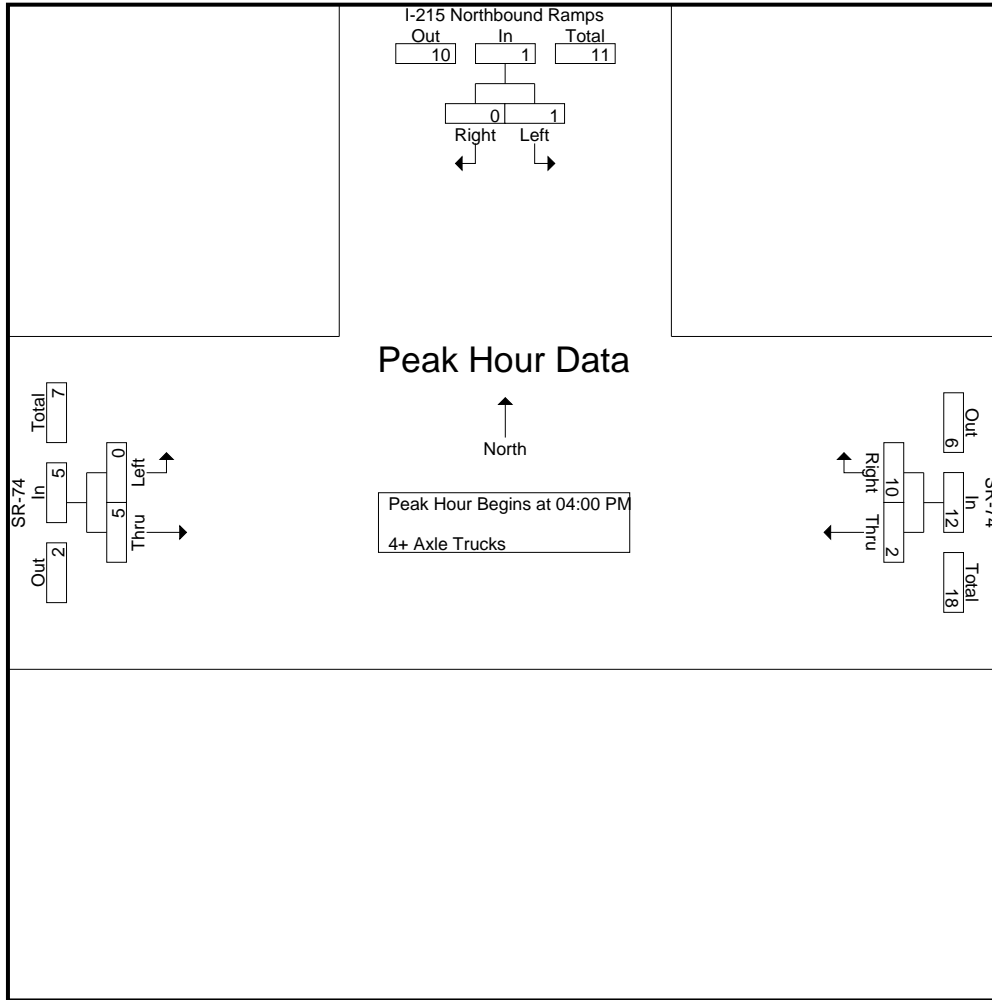 I-215 Northbound Ramps
Out In Total
10 1 11
0 1
Right Left
Peak Hour Data
North
Peak Hour Begins at 04:00 PM
4+ Axle Trucks
SR-74
Total In Out
7 5 2
0 5
Left Thru
SR-74
Out In Total
6 12 18
10 2
Right Thru